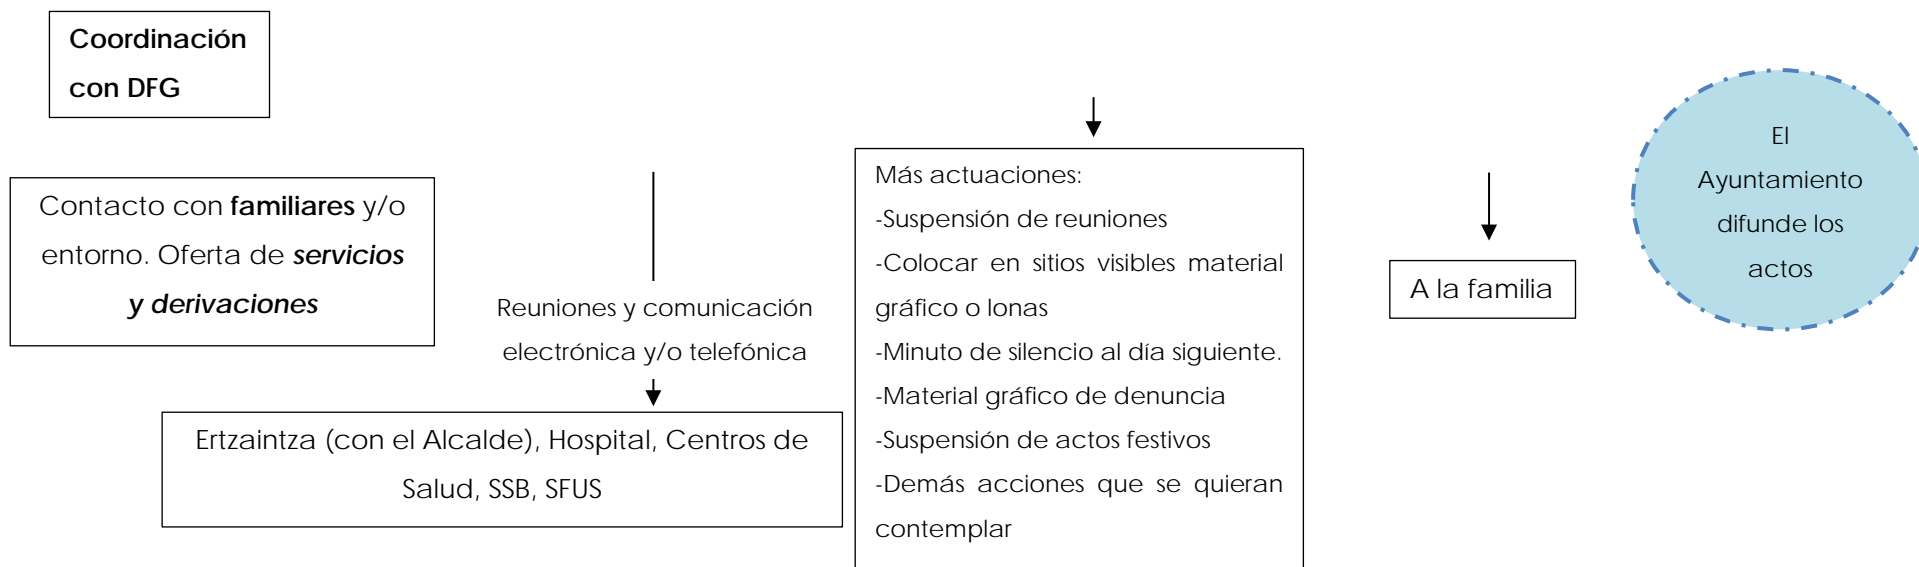 Coordinación
con DFG
Contacto con familiares y/o
entorno. Oferta de servicios
y derivaciones
Reuniones y comunicación
electrónica y/o telefónica
Ertzaintza (con el Alcalde), Hospital, Centros de
Salud, SSB, SFUS
Más actuaciones:
-Suspensión de reuniones
-Colocar en sitios visibles material
gráfico o lonas
-Minuto de silencio al día siguiente.
-Material gráfico de denuncia
-Suspensión de actos festivos
-Demás acciones que se quieran
contemplar
A la familia
El
Ayuntamiento
difunde los
actos